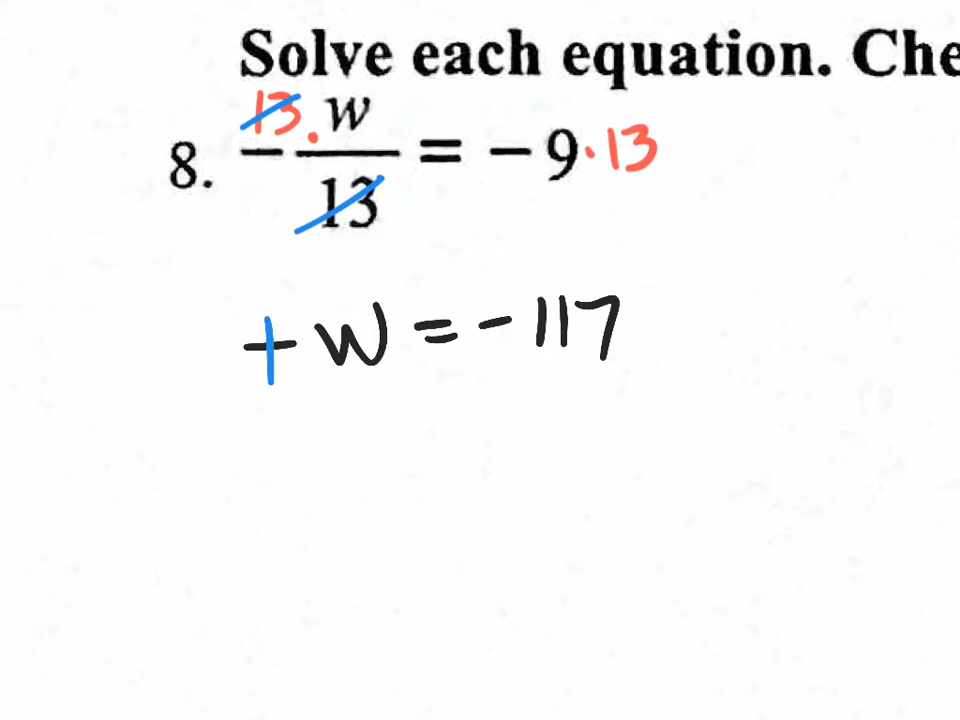 Solve each equation. Che
13 · w
8. − — = − 9 · 13
13
+ w = - 117